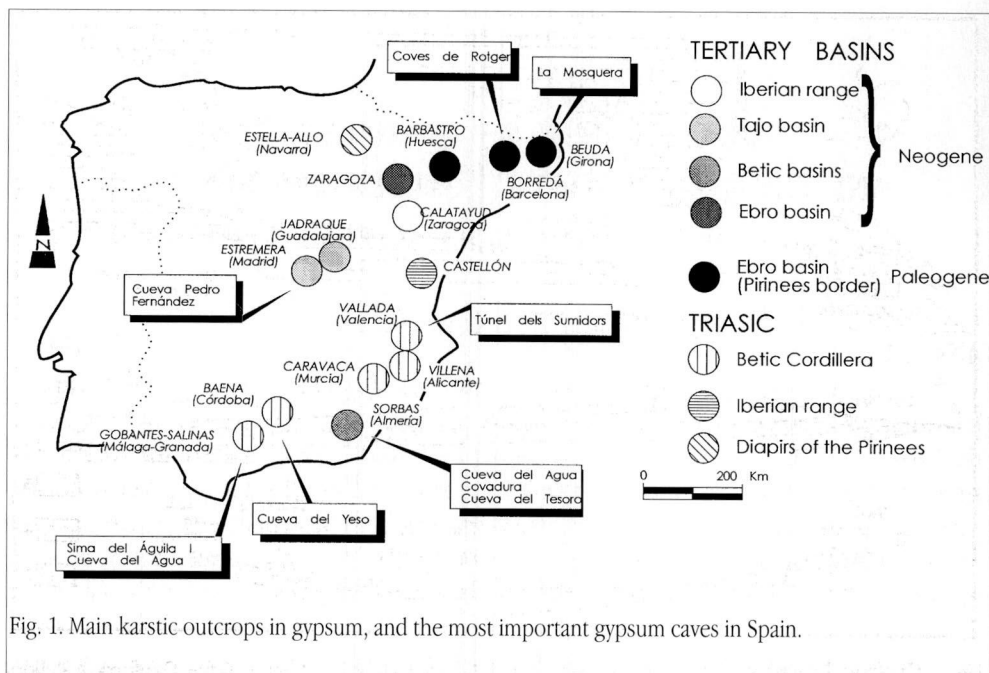 Coves de Rotger
La Mosquera
ESTELLA-ALLO
(Navarra)
BARBASTRO
(Huesca)
BEUDA
(Girona)
ZARAGOZA
BORREDÁ
(Barcelona)
CALATAYUD
(Zaragoza)
JADRAQUE
(Guadalajara)
ESTREMERA
(Madrid)
CASTELLÓN
N
Cueva Pedro
Fernández
VALLADA
(Valencia)
Túnel dels Sumidors
CARAVACA
(Murcia)
VILLENA
(Alicante)
BAENA
(Córdoba)
SORBAS
(Almería)
GOBANTES-SALINAS
(Málaga-Granada)
Cueva del Agua
Covadura
Cueva del Tesoro
Cueva del Yeso
Sima del Águila I
Cueva del Agua
TERTIARY BASINS
Iberian range
Tajo basin
Betic basins
Ebro basin
Neogene
Ebro basin
(Pirinees border)
Paleogene
TRIASIC
Betic Cordillera
Iberian range
Diapirs of the Pirinees
0 200 Km
Fig. 1. Main karstic outcrops in gypsum, and the most important gypsum caves in Spain.